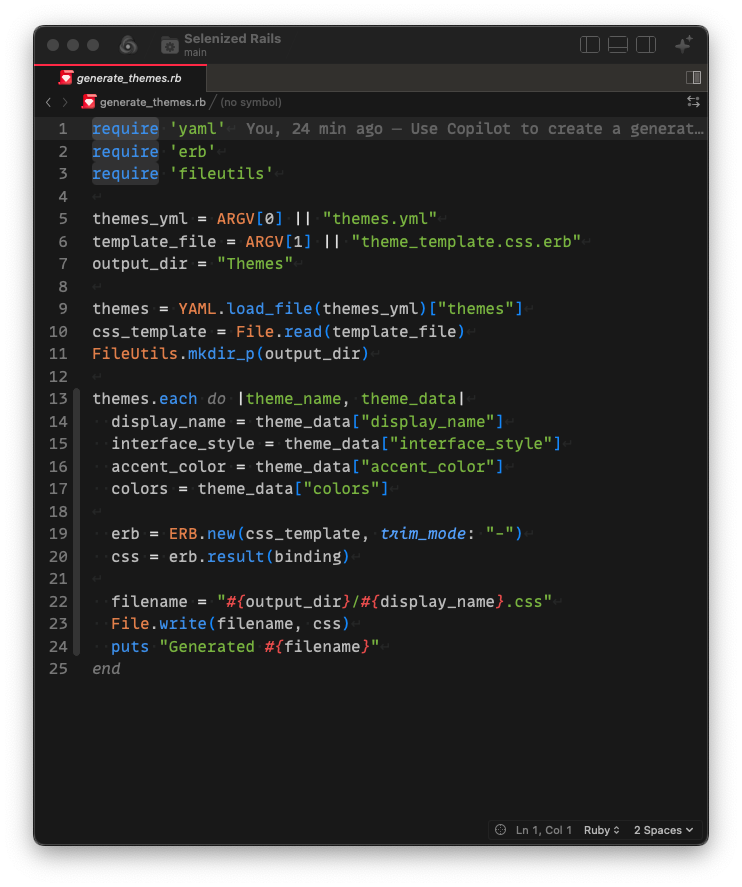 Selenized Rails
main
generate_themes.rb
generate_themes.rb / (no symbol)
1 require 'yaml' You, 24 min ago — Use Copilot to create a generat…
2 require 'erb'
3 require 'fileutils'
4
5 themes_yml = ARGV[0] || "themes.yml"
6 template_file = ARGV[1] || "theme_template.css.erb"
7 output_dir = "Themes"
8
9 themes = YAML.load_file(themes_yml)["themes"]
10 css_template = File.read(template_file)
11 FileUtils.mkdir_p(output_dir)
12
13 themes.each do |theme_name, theme_data|
14   display_name = theme_data["display_name"]
15   interface_style = theme_data["interface_style"]
16   accent_color = theme_data["accent_color"]
17   colors = theme_data["colors"]
18
19   erb = ERB.new(css_template, trim_mode: "-")
20   css = erb.result(binding)
21
22   filename = "#{output_dir}/#{display_name}.css"
23   File.write(filename, css)
24   puts "Generated #{filename}"
25 end
Ln 1, Col 1 Ruby 2 Spaces